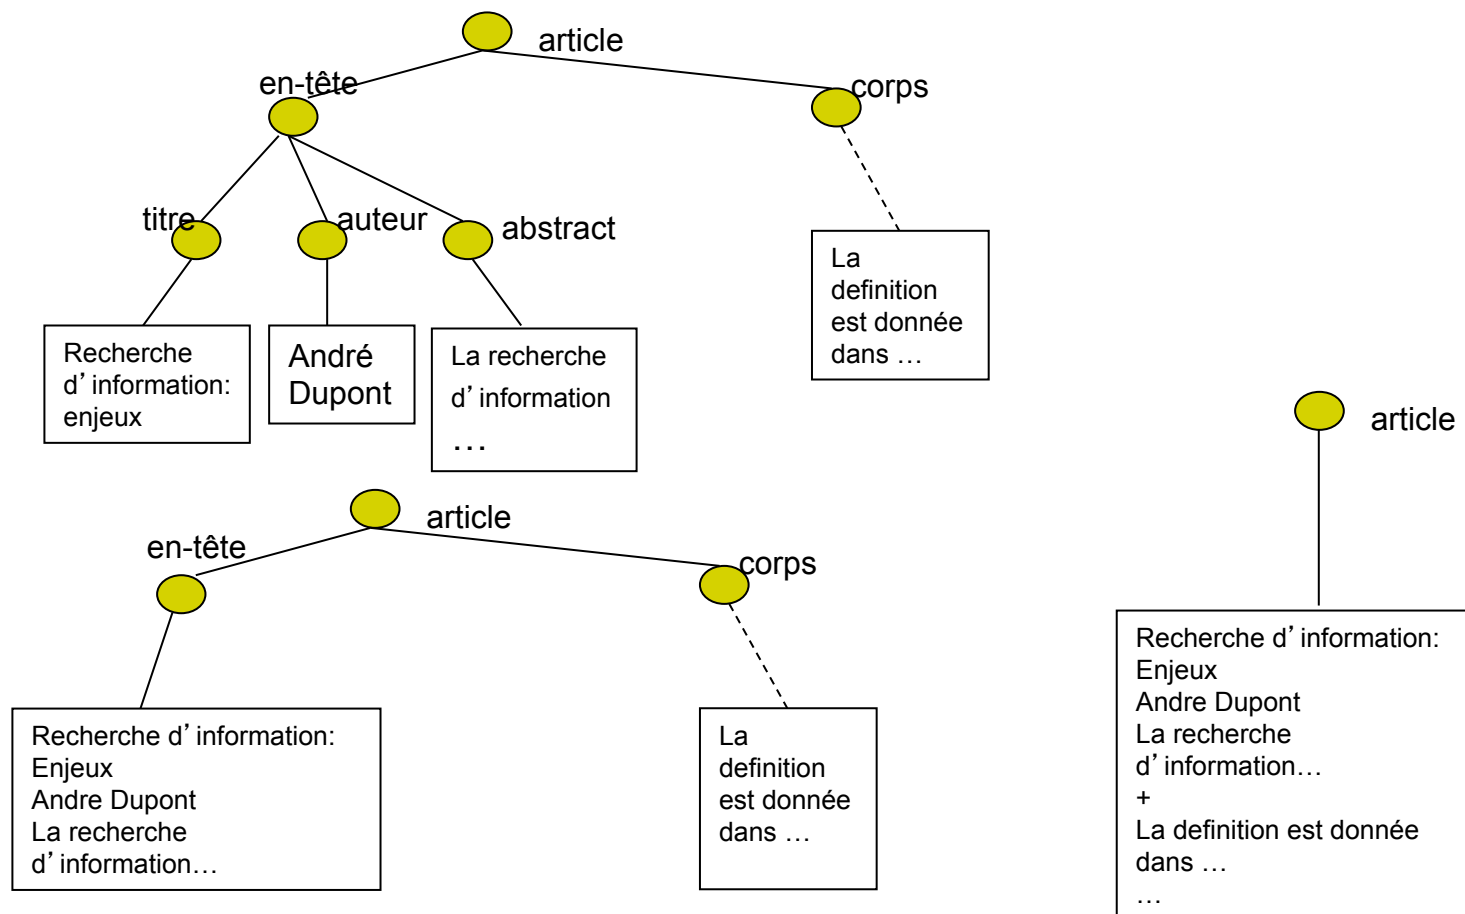 article
en-tête
corps
titre
auteur
abstract
Recherche
d’information:
enjeux
André
Dupont
La recherche
d’information
…
La
definition
est donnée
dans …
article
en-tête
corps
Recherche d’information:
Enjeux
Andre Dupont
La recherche
d’information…
La
definition
est donnée
dans …
article
Recherche d’information:
Enjeux
Andre Dupont
La recherche
d’information…
+
La definition est donnée
dans …
…